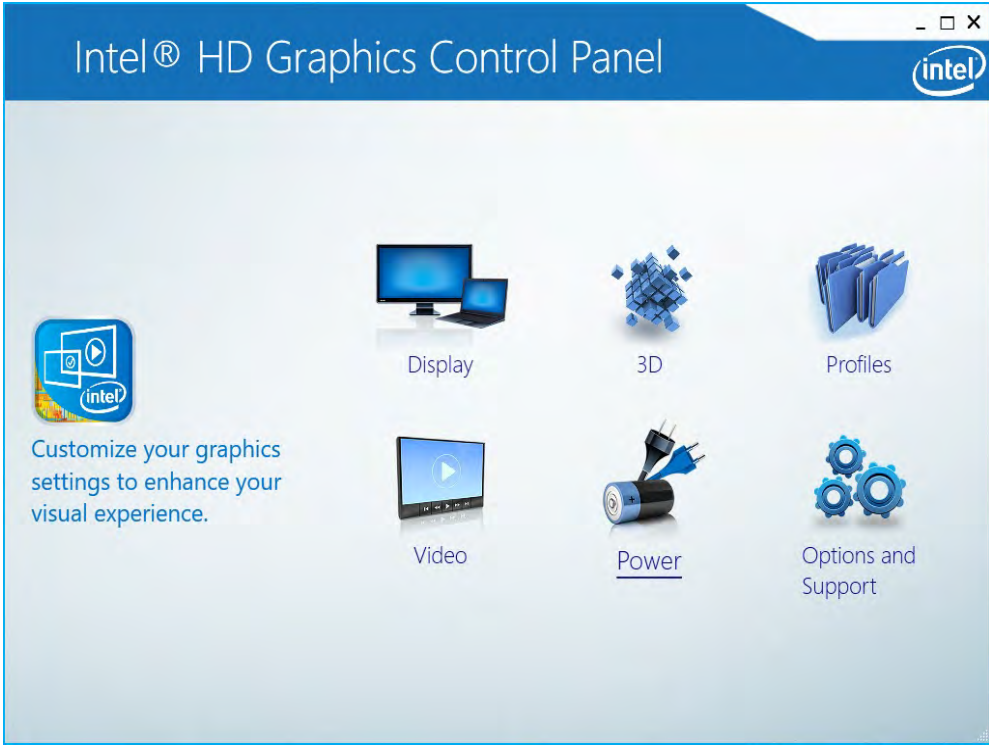 Intel® HD Graphics Control Panel
intel
Display
3D
Profiles
intel
Customize your graphics
settings to enhance your
visual experience.
Video
Power
Options and
Support